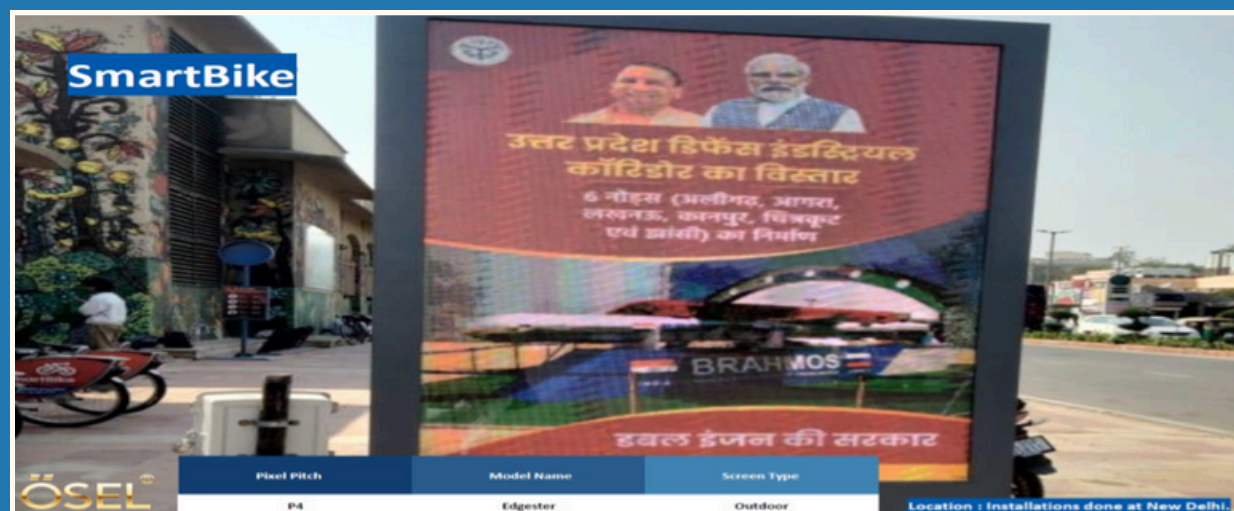 SmartBike
उत्तर प्रदेश डिफेंस इंडस्ट्रियल
कॉरिडोर का विस्तार
6 नोड्स (अलीगढ़, आगरा,
लखनऊ, कानपुर, चित्रकूट
एवं झांसी) का निर्माण
BRAHMOS
डबल इंजन की सरकार
smartBike
ÖSEL
Pixel Pitch Model Name Screen Type
P4 Edgester Outdoor
Location : Installations done at New Delhi.